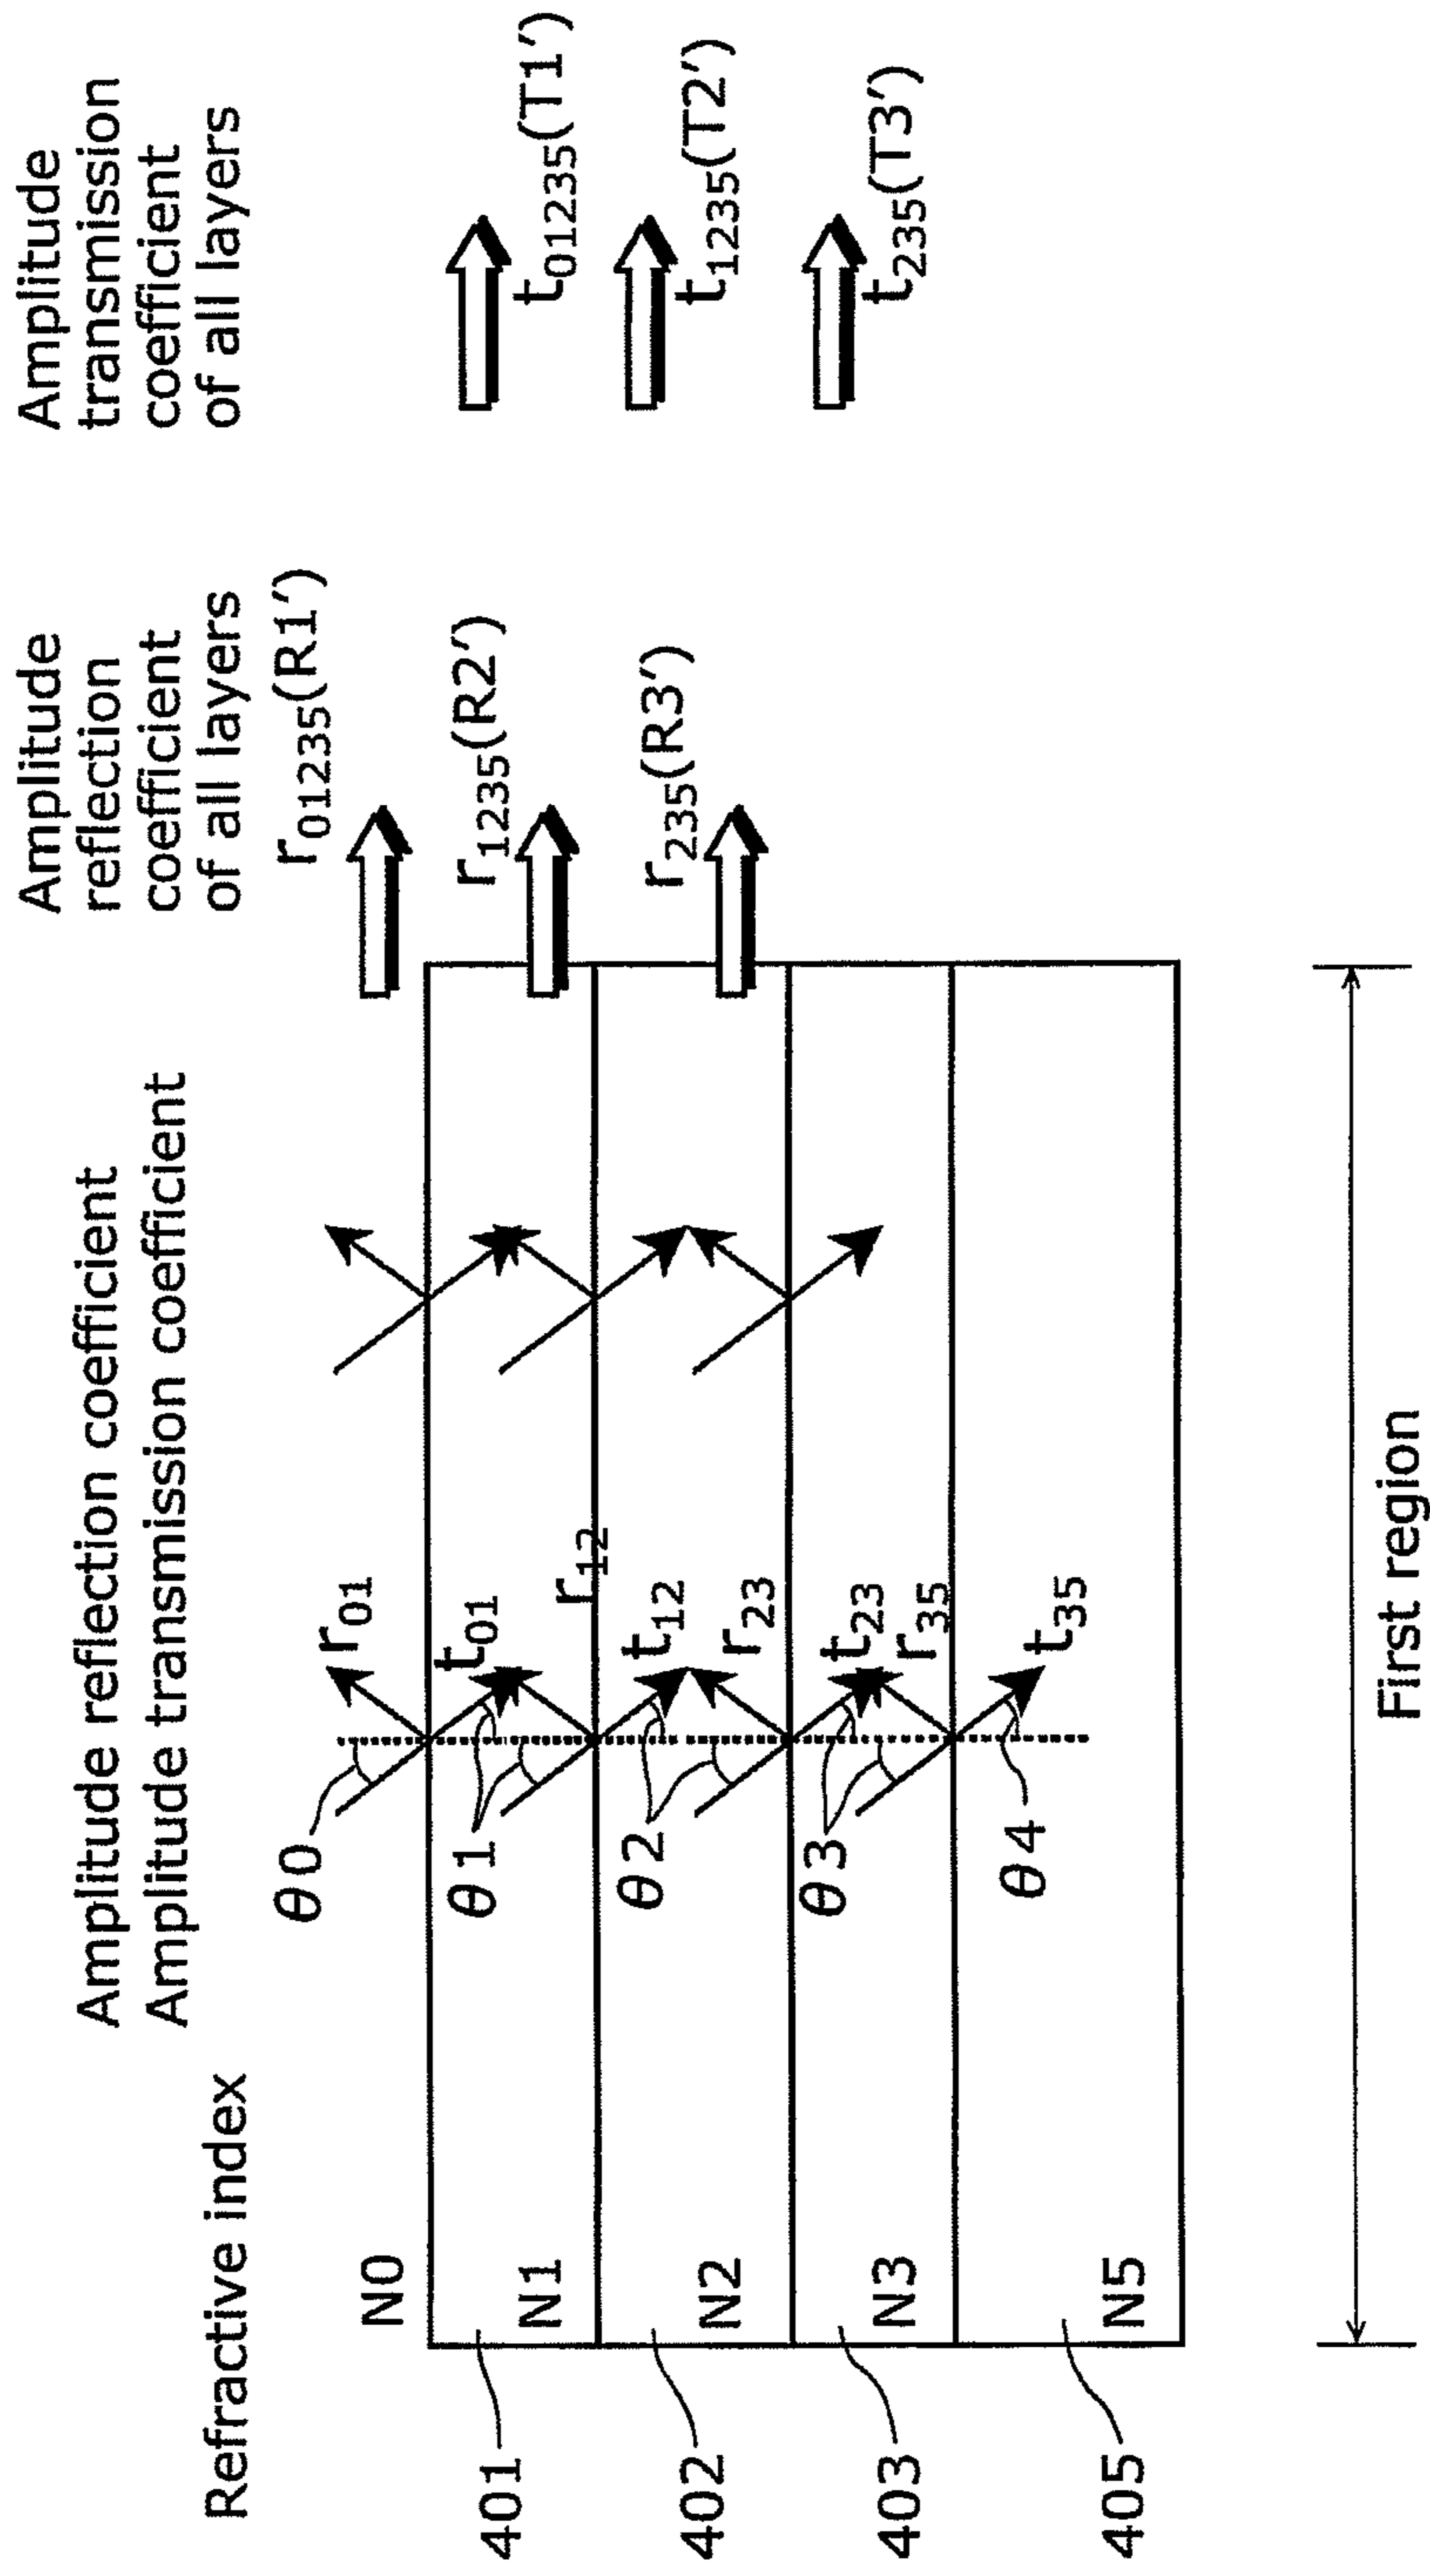 Refractive index
Amplitude reflection coefficient
Amplitude transmission coefficient
Amplitude
reflection
coefficient
of all layers
Amplitude
transmission
coefficient
of all layers
N0
θ0
r01
r01235(R1′)
401
N1
θ1
t01
r12
r1235(R2′)
t01235(T1′)
402
N2
θ2
t12
r23
r235(R3′)
t1235(T2′)
403
N3
θ3
t23
r35
t235(T3′)
405
N5
θ4
t35
First region